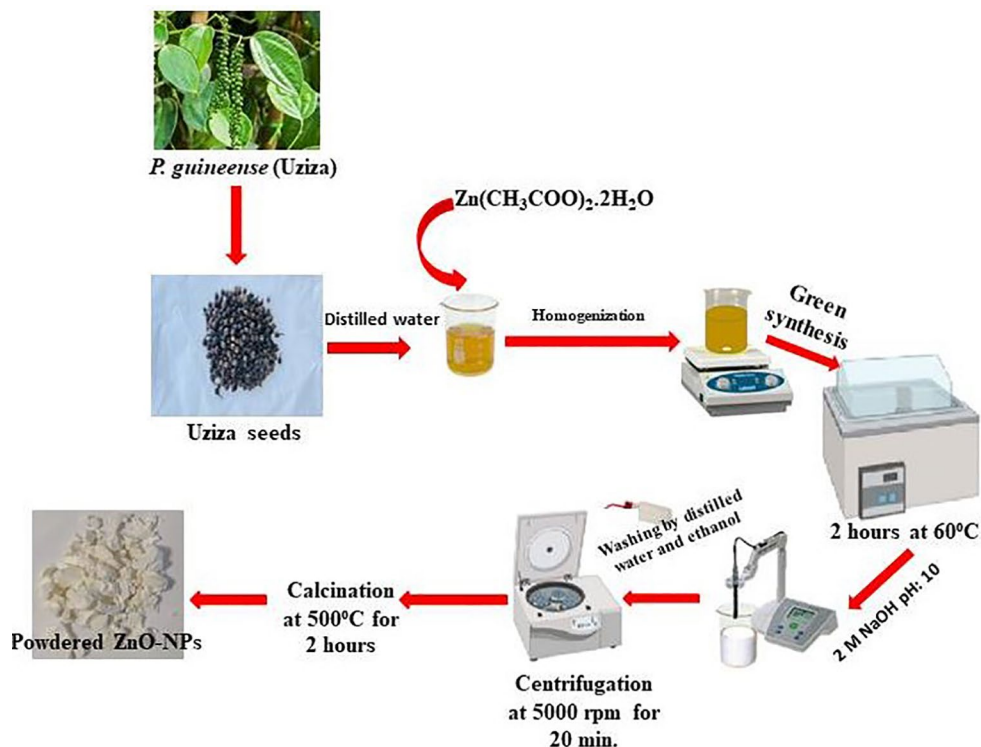 P. guineense (Uziza)
Zn(CH₃COO)₂.2H₂O
Distilled water
Homogenization
Green
synthesis
Uziza seeds
2 hours at 60⁰C
2 M NaOH pH: 10
Washing by distilled
water and ethanol
Centrifugation
at 5000 rpm for
20 min.
Calcination
at 500⁰C for
2 hours
Powdered ZnO-NPs